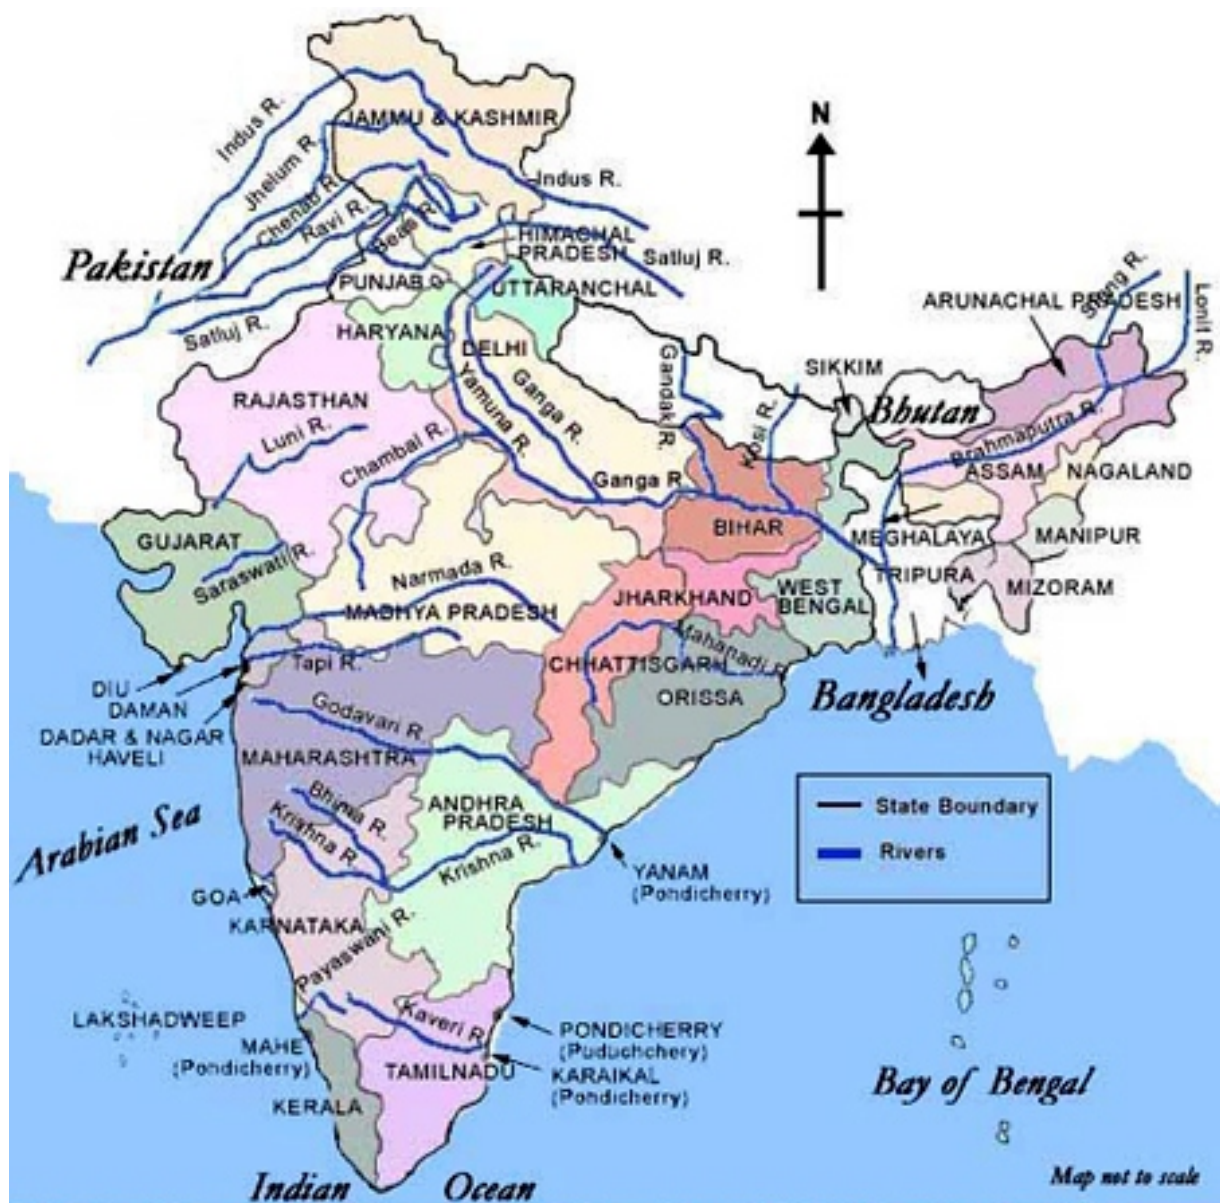 N
JAMMU & KASHMIR
Indus R.
Jhelum R.
Chenab R.
Ravi R.
Beas R.
Indus R.
HIMACHAL
PRADESH
Satluj R.
Pakistan
PUNJAB
UTTARANCHAL
Satluj R.
HARYANA
DELHI
ARUNACHAL PRADESH
Lohit R.
SIKKIM
Bhutan
Gandak R.
Kosi R.
RAJASTHAN
Luni R.
Chambal R.
Yamuna R.
Ganga R.
Ganga R
Brahmaputra R.
ASSAM
NAGALAND
BIHAR
MEGHALAYA
MANIPUR
TRIPURA
MIZORAM
GUJARAT
Saraswati R.
Narmada R.
MADHYA PRADESH
JHARKHAND
WEST
BENGAL
Tapi R.
CHHATTISGARH
Mahanadi R.
ORISSA
Bangladesh
DIU
DAMAN
DADAR & NAGAR
HAVELI
Godavari R.
MAHARASHTRA
Bhima R.
Krishna R.
ANDHRA
PRADESH
Krishna R.
Arabian Sea
State Boundary
Rivers
YANAM
(Pondicherry)
GOA
KARNATAKA
Payaswani R.
LAKSHADWEEP
MAHE
(Pondicherry)
Kaveri R.
PONDICHERRY
(Puduchchery)
KARAIKAL
(Pondicherry)
TAMILNADU
KERALA
Bay of Bengal
Indian Ocean
Map not to scale